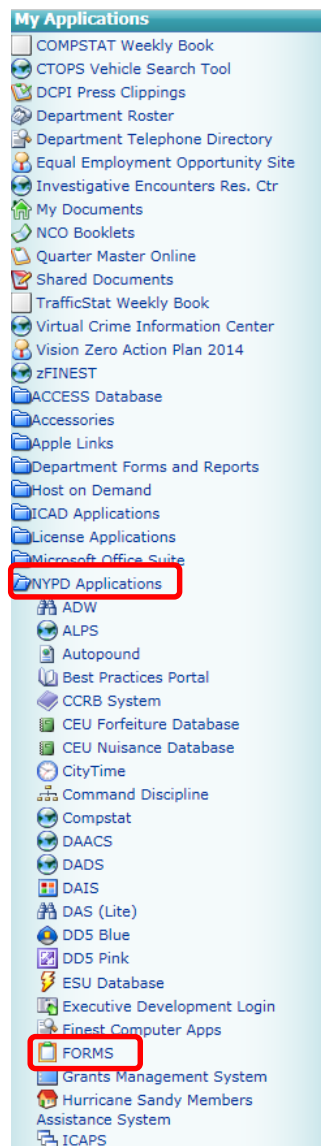 My Applications
COMPSTAT Weekly Book
CTOPS Vehicle Search Tool
DCPI Press Clippings
Department Roster
Department Telephone Directory
Equal Employment Opportunity Site
Investigative Encounters Res. Ctr
My Documents
NCO Booklets
Quarter Master Online
Shared Documents
TrafficStat Weekly Book
Virtual Crime Information Center
Vision Zero Action Plan 2014
zFINEST
ACCESS Database
Accessories
Apple Links
Department Forms and Reports
Host on Demand
ICAD Applications
License Applications
Microsoft Office Suite
NYPD Applications
ADW
ALPS
Autopound
Best Practices Portal
CCRB System
CEU Forfeiture Database
CEU Nuisance Database
CityTime
Command Discipline
Compstat
DAACS
DADS
DAIS
DAS (Lite)
DD5 Blue
DD5 Pink
ESU Database
Executive Development Login
Finest Computer Apps
FORMS
Grants Management System
Hurricane Sandy Members
Assistance System
ICAPS